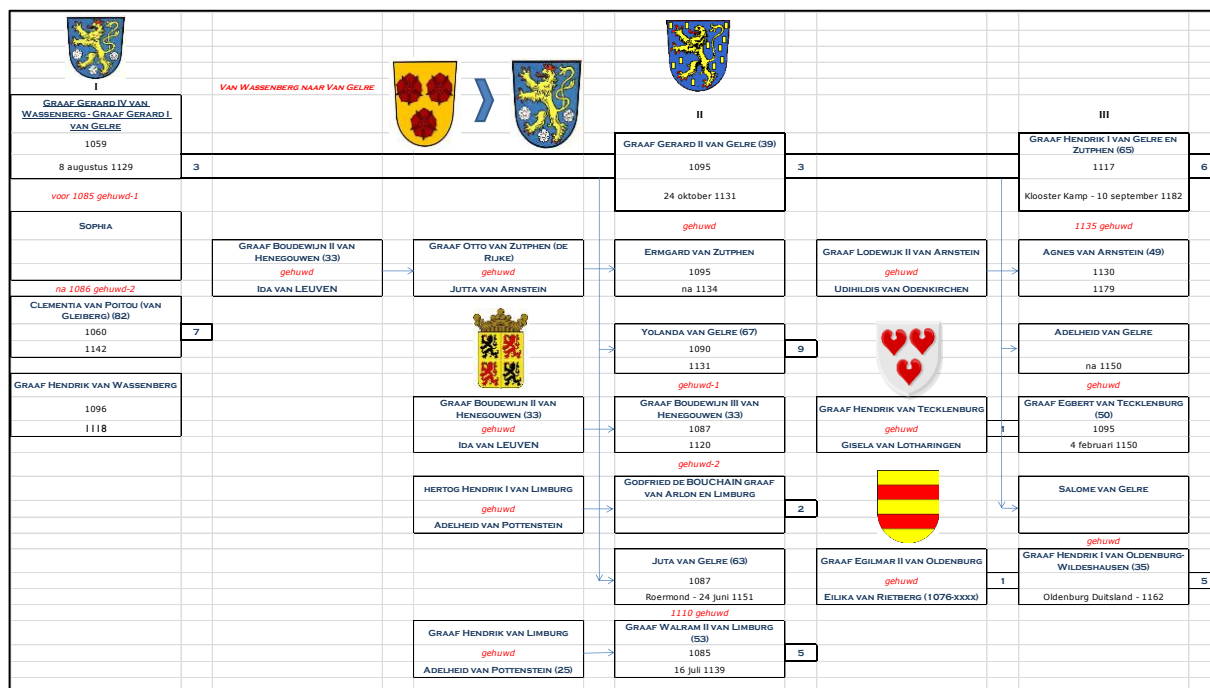 I
Graaf Gerard IV van
Wassenberg - Graaf Gerard I
van Gelre
1059
8 augustus 1129
3
voor 1085 gehuwd-1
Sophia
na 1086 gehuwd-2
Clementia van Poitou (van
Gleiberg) (82)
1060
1142
7
Graaf Hendrik van Wassenberg
1096
1118
Van Wassenberg naar Van Gelre
Graaf Boudewijn II van
Henegouwen (33)
gehuwd
Ida van LEUVEN
Graaf Otto van Zutphen (de
Rijke)
gehuwd
Jutta van Arnstein
Graaf Boudewijn II van
Henegouwen (33)
gehuwd
Ida van LEUVEN
hertog Hendrik I van Limburg
gehuwd
Adelheid van Pottenstein
Graaf Hendrik van Limburg
gehuwd
Adelheid van Pottenstein (25)
II
Graaf Gerard II van Gelre (39)
1095
24 oktober 1131
3
gehuwd
Ermgard van Zutphen
1095
na 1134
Yolanda van Gelre (67)
1090
1131
9
gehuwd-1
Graaf Boudewijn III van
Henegouwen (33)
1087
1120
gehuwd-2
Godfried de BOUCHAIN graaf
van Arlon en Limburg
2
Juta van Gelre (63)
1087
Roermond - 24 juni 1151
1110 gehuwd
Graaf Walram II van Limburg
(53)
1085
16 juli 1139
5
Graaf Lodewijk II van Arnstein
gehuwd
Udihildis van Odenkirchen
Graaf Hendrik van Tecklenburg
gehuwd
Gisela van Lotharingen
1
Graaf Egilmar II van Oldenburg
gehuwd
Eilika van Rietberg (1076-xxxx)
1
III
Graaf Hendrik I van Gelre en
Zutphen (65)
1117
Klooster Kamp - 10 september 1182
6
1135 gehuwd
Agnes van Arnstein (49)
1130
1179
Adelheid van Gelre
na 1150
gehuwd
Graaf Egbert van Tecklenburg
(50)
1095
4 februari 1150
Salome van Gelre
gehuwd
Graaf Hendrik I van Oldenburg-
Wildeshausen (35)
Oldenburg Duitsland - 1162
5